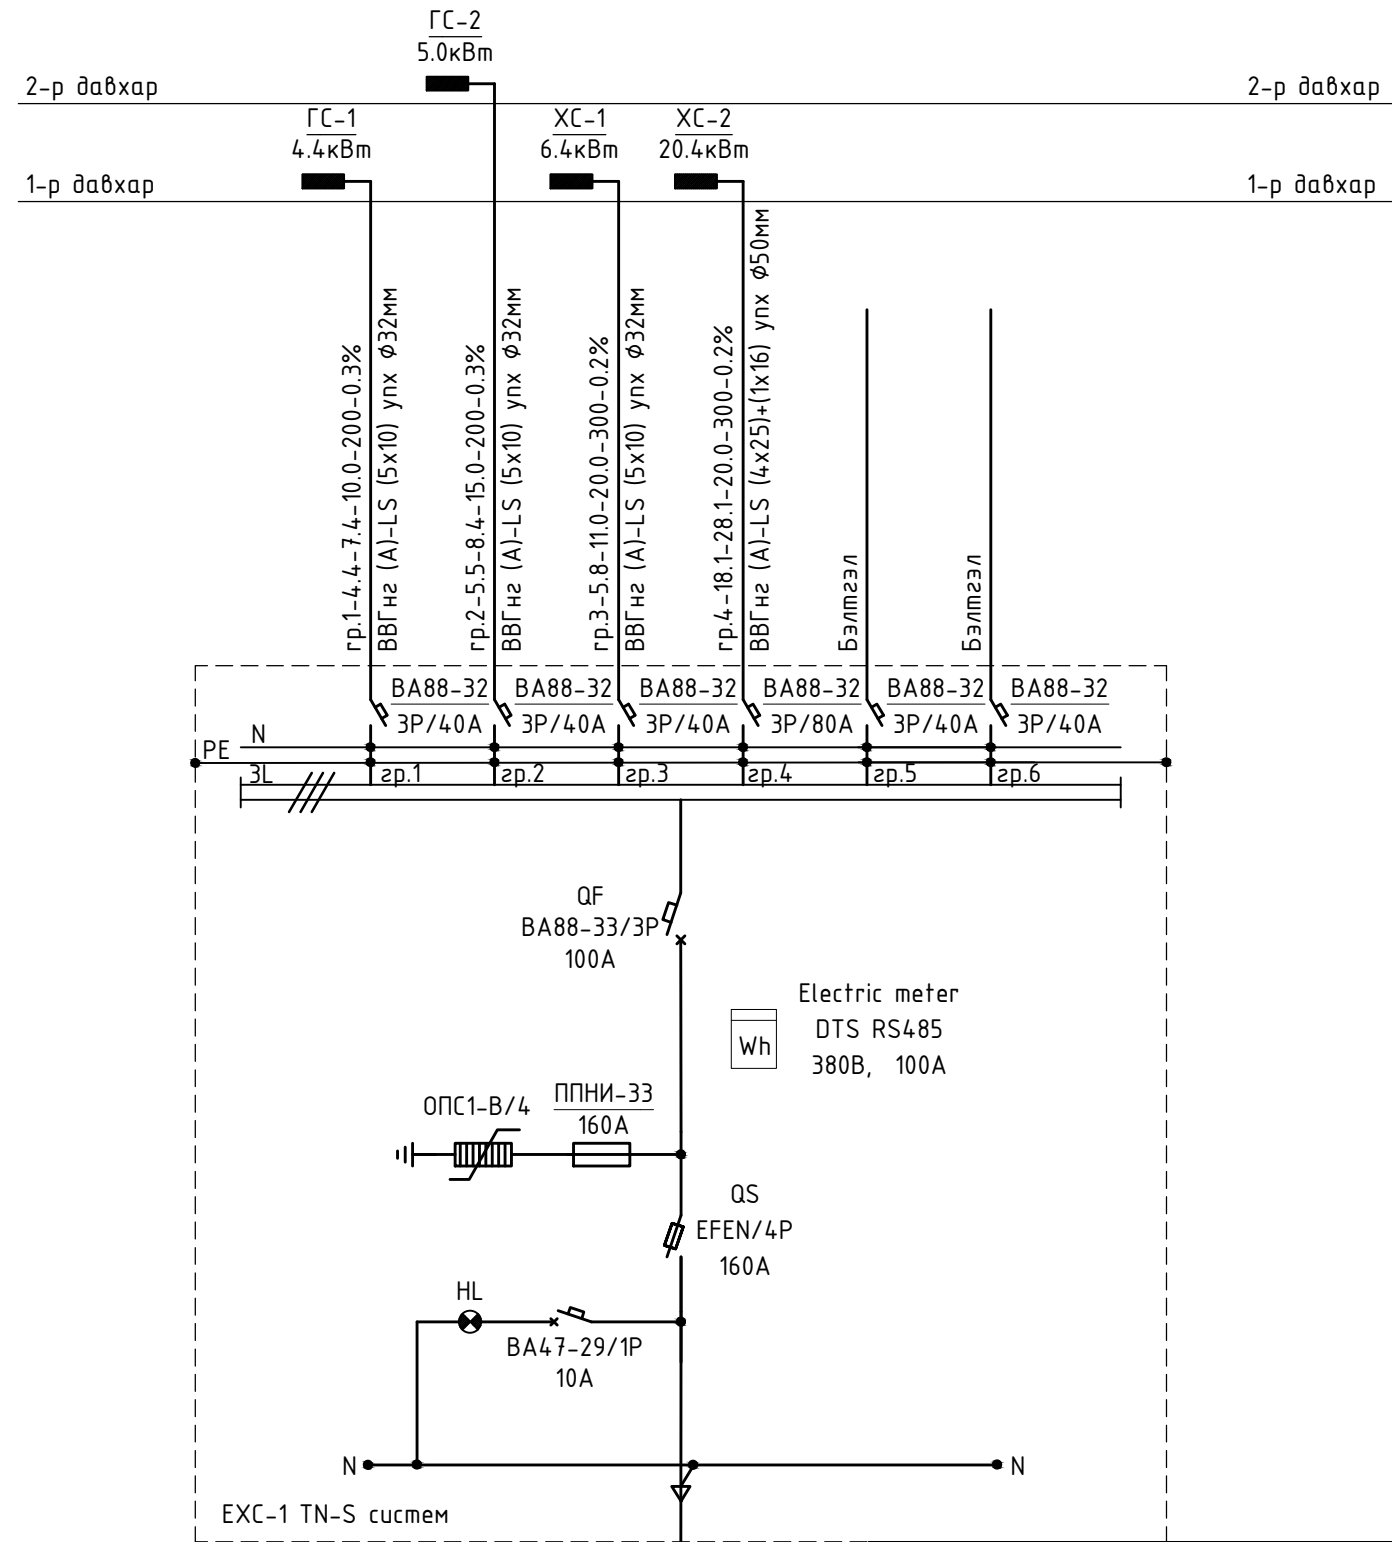 ГС-2
5.0кВт
2-р давхар
2-р давхар
ГС-1
4.4кВт
ХС-1
6.4кВт
ХС-2
20.4кВт
1-р давхар
1-р давхар
гр.1-4.4-7.4-10.0-200-0.3%
ВВГнг (А)-LS (5x10) упх Ф32мм
гр.2-5.5-8.4-15.0-200-0.3%
ВВГнг (А)-LS (5x10) упх Ф32мм
гр.3-5.8-11.0-20.0-300-0.2%
ВВГнг (А)-LS (5x10) упх Ф32мм
гр.4-18.1-28.1-20.0-300-0.2%
ВВГнг (А)-LS (4x25)+(1x16) упх Ф50мм
Бэлтгэл
Бэлтгэл
ВА88-32
3Р/40А
ВА88-32
3Р/40А
ВА88-32
3Р/40А
ВА88-32
3Р/80А
ВА88-32
3Р/40А
ВА88-32
3Р/40А
N
PE
3L
гр.1
гр.2
гр.3
гр.4
гр.5
гр.6
QF
ВА88-33/3Р
100А
Electric meter
DTS RS485
380В, 100А
Wh
ОПС1-В/4
ППНИ-33
160А
QS
EFEN/4P
160А
HL
ВА47-29/1Р
10А
N
N
ЕХС-1 TN-S систем